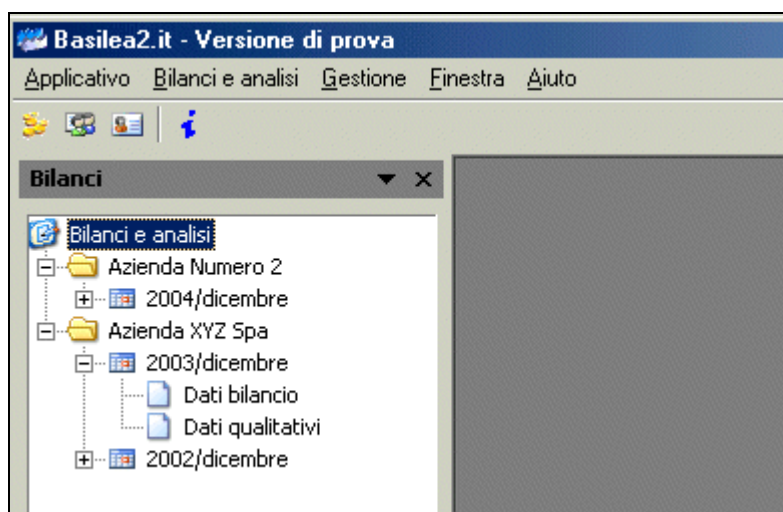 Basilea2.it - Versione di prova
Applicativo Bilanci e analisi Gestione Finestra Aiuto
Bilanci
Bilanci e analisi
Azienda Numero 2
2004/dicembre
Azienda XYZ Spa
2003/dicembre
Dati bilancio
Dati qualitativi
2002/dicembre